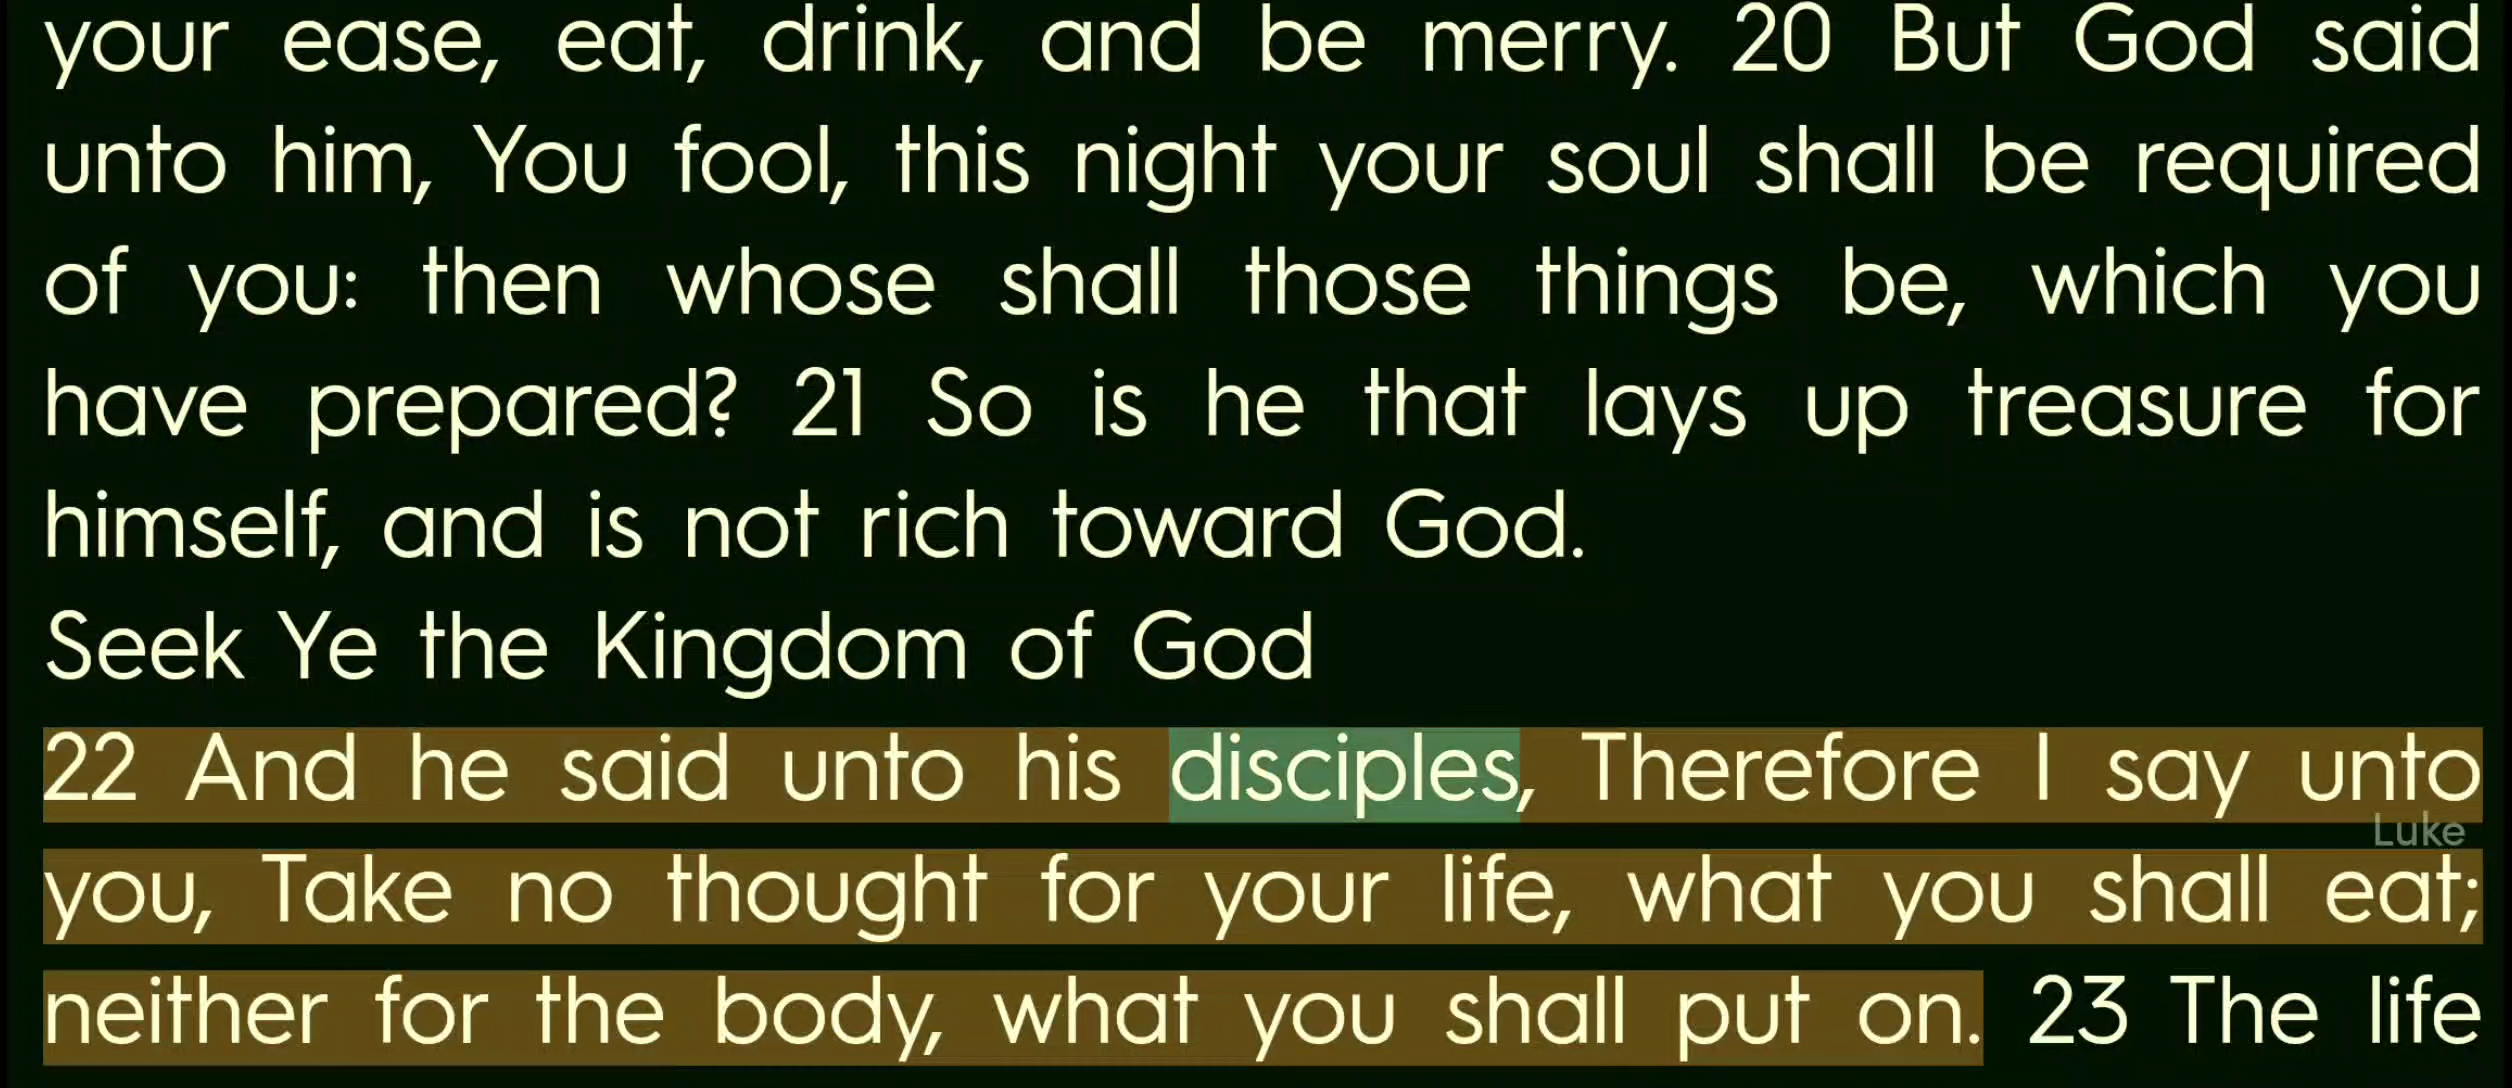 your ease, eat, drink, and be merry. 20 But God said
unto him, You fool, this night your soul shall be required
of you: then whose shall those things be, which you
have prepared? 21 So is he that lays up treasure for
himself, and is not rich toward God.
Seek Ye the Kingdom of God
22 And he said unto his disciples, Therefore I say unto
Luke
you, Take no thought for your life, what you shall eat;
neither for the body, what you shall put on. 23 The life